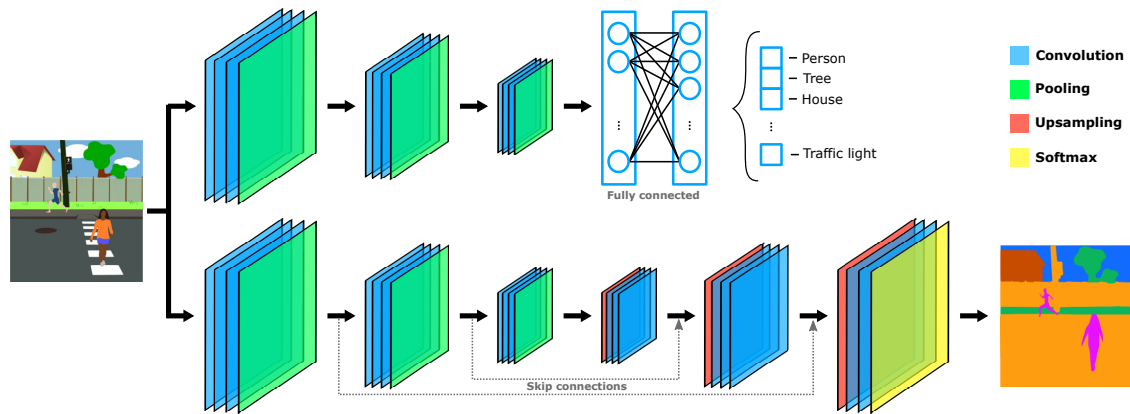 Person
Tree
House
...
Traffic light
Fully connected
Convolution
Pooling
Upsampling
Softmax
Skip connections